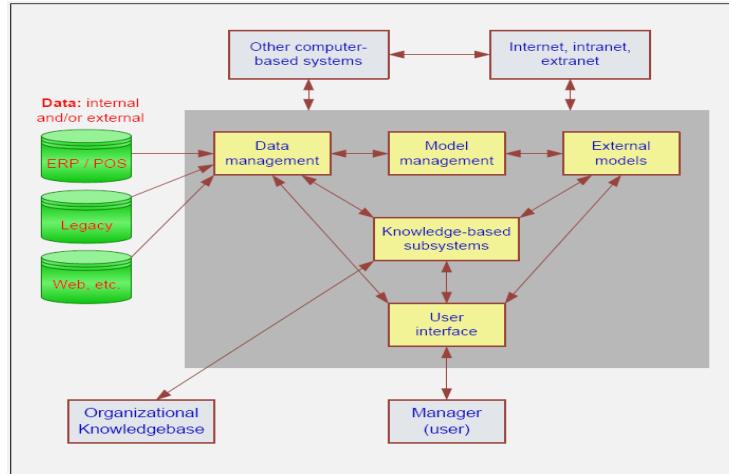 Other computer-
based systems
Internet, intranet,
extranet
Data: internal
and/or external
ERP / POS
Legacy
Web, etc.
Data
management
Model
management
External
models
Knowledge-based
subsystems
User
interface
Organizational
Knowledgebase
Manager
(user)